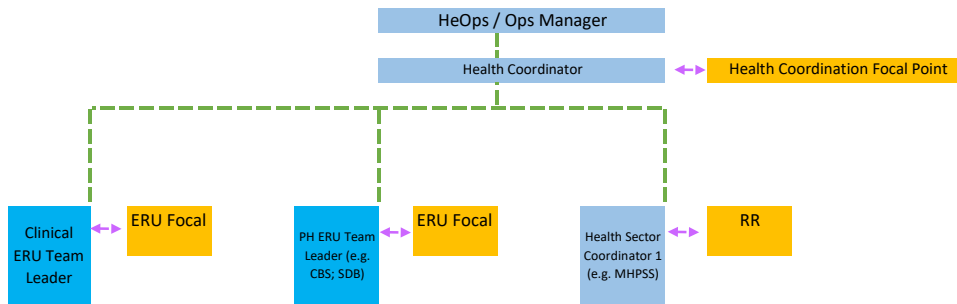 HeOps / Ops Manager
Health Coordinator
Health Coordination Focal Point
Clinical
ERU Team
Leader
ERU Focal
PH ERU Team
Leader (e.g.
CBS; SDB)
ERU Focal
Health Sector
Coordinator 1
(e.g. MHPSS)
RR